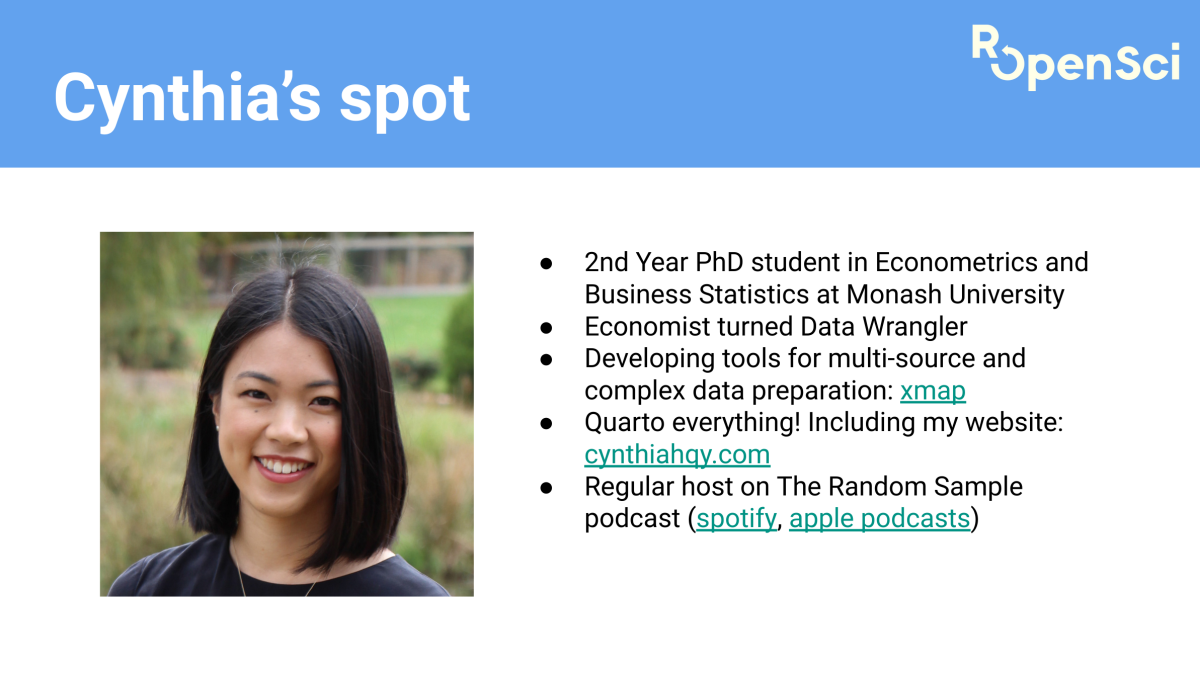 ROpenSci
Cynthia’s spot
● 2nd Year PhD student in Econometrics and
Business Statistics at Monash University
● Economist turned Data Wrangler
● Developing tools for multi-source and
complex data preparation: xmap
● Quarto everything! Including my website:
cynthiahqy.com
● Regular host on The Random Sample
podcast (spotify, apple podcasts)